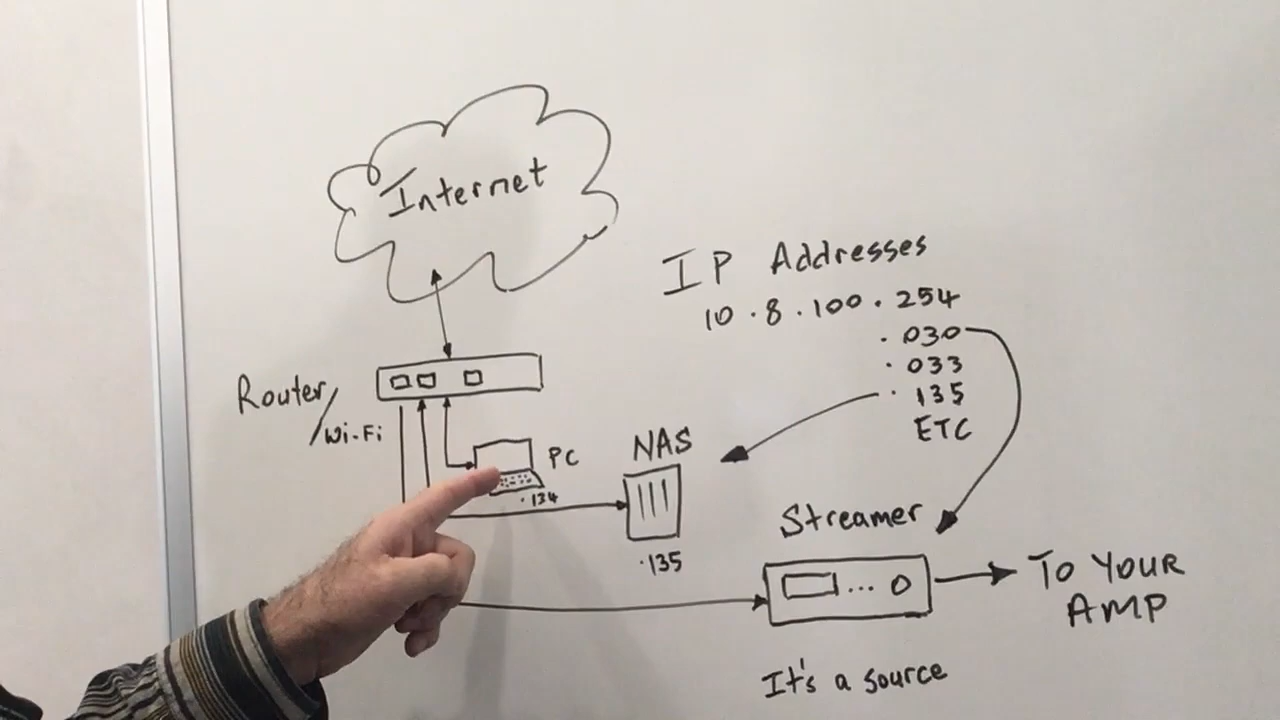 Internet
IP Addresses
10.8.100.254
.030
.033
.135
ETC
Router/
Wi-Fi
PC
.134
NAS
.135
Streamer
...
TO YOUR
AMP
It's a source